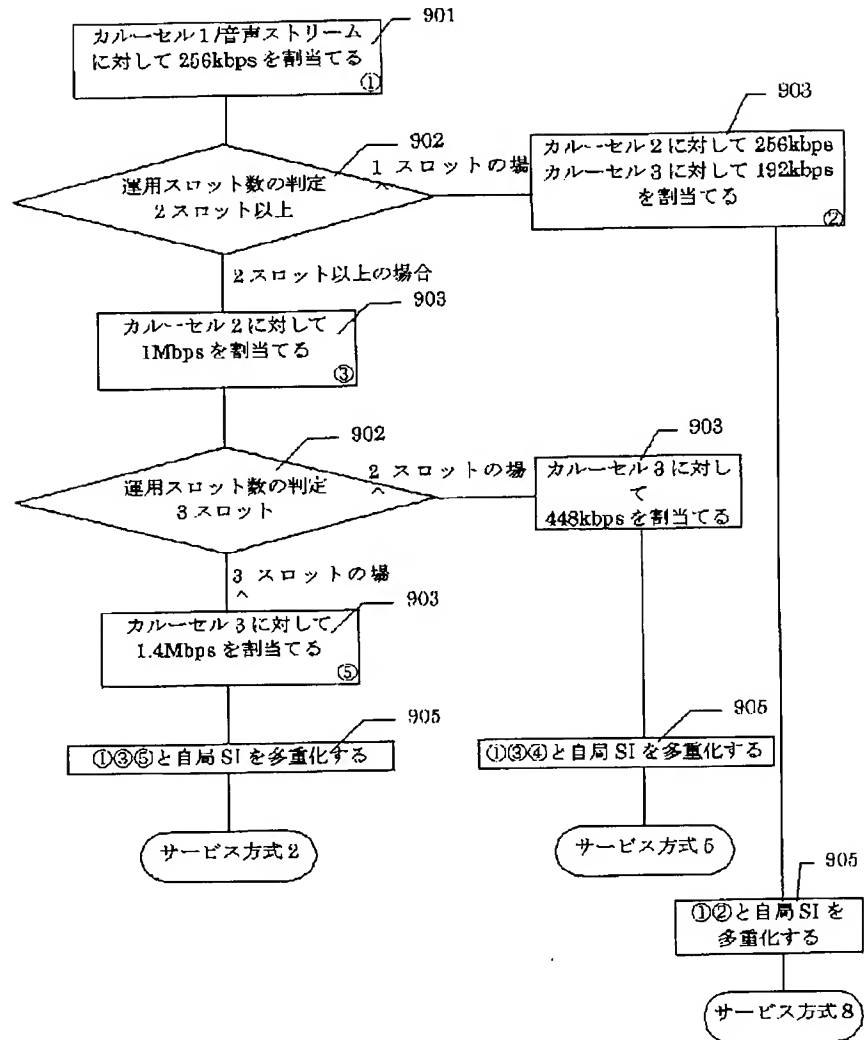 901
カルーセル1/音声ストリーム
に対して256kbpsを割当てる
①
902
運用スロット数の判定
2スロット以上
1 スロットの場
903
カルーセル2に対して256kbps
カルーセル3に対して192kbps
を割当てる
②
2スロット以上の場合
903
カルーセル2に対して
1Mbpsを割当てる
③
902
運用スロット数の判定
3スロット
2 スロットの場
903
カルーセル3に対し
て
448kbpsを割当てる
3 スロットの場
903
カルーセル3に対して
1.4Mbpsを割当てる
⑤
905
①③⑤と自局SIを多重化する
905
①③④と自局SIを多重化する
サービス方式2
サービス方式5
905
①②と自局SIを
多重化する
サービス方式8